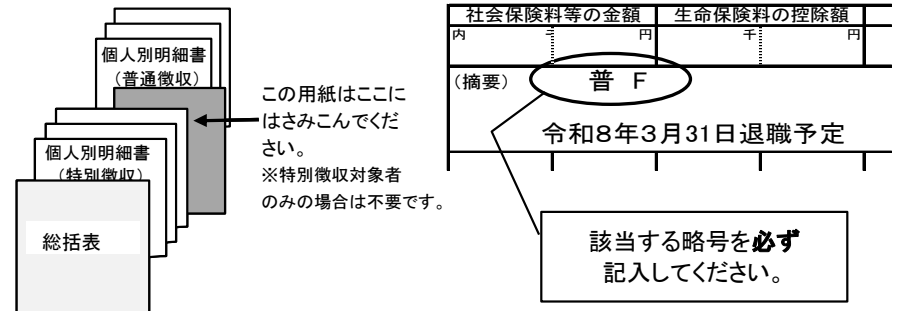 個人別明細書
(普通徴収)
この用紙はここに
はさみこんでくだ
さい。
※特別徴収対象者
のみの場合は不要です。
個人別明細書
(特別徴収)
総括表
社会保険料等の金額 生命保険料の控除額
内 千 円 千 円
(摘要) 普 F
令和8年3月31日退職予定
該当する略号を必ず
記入してください。